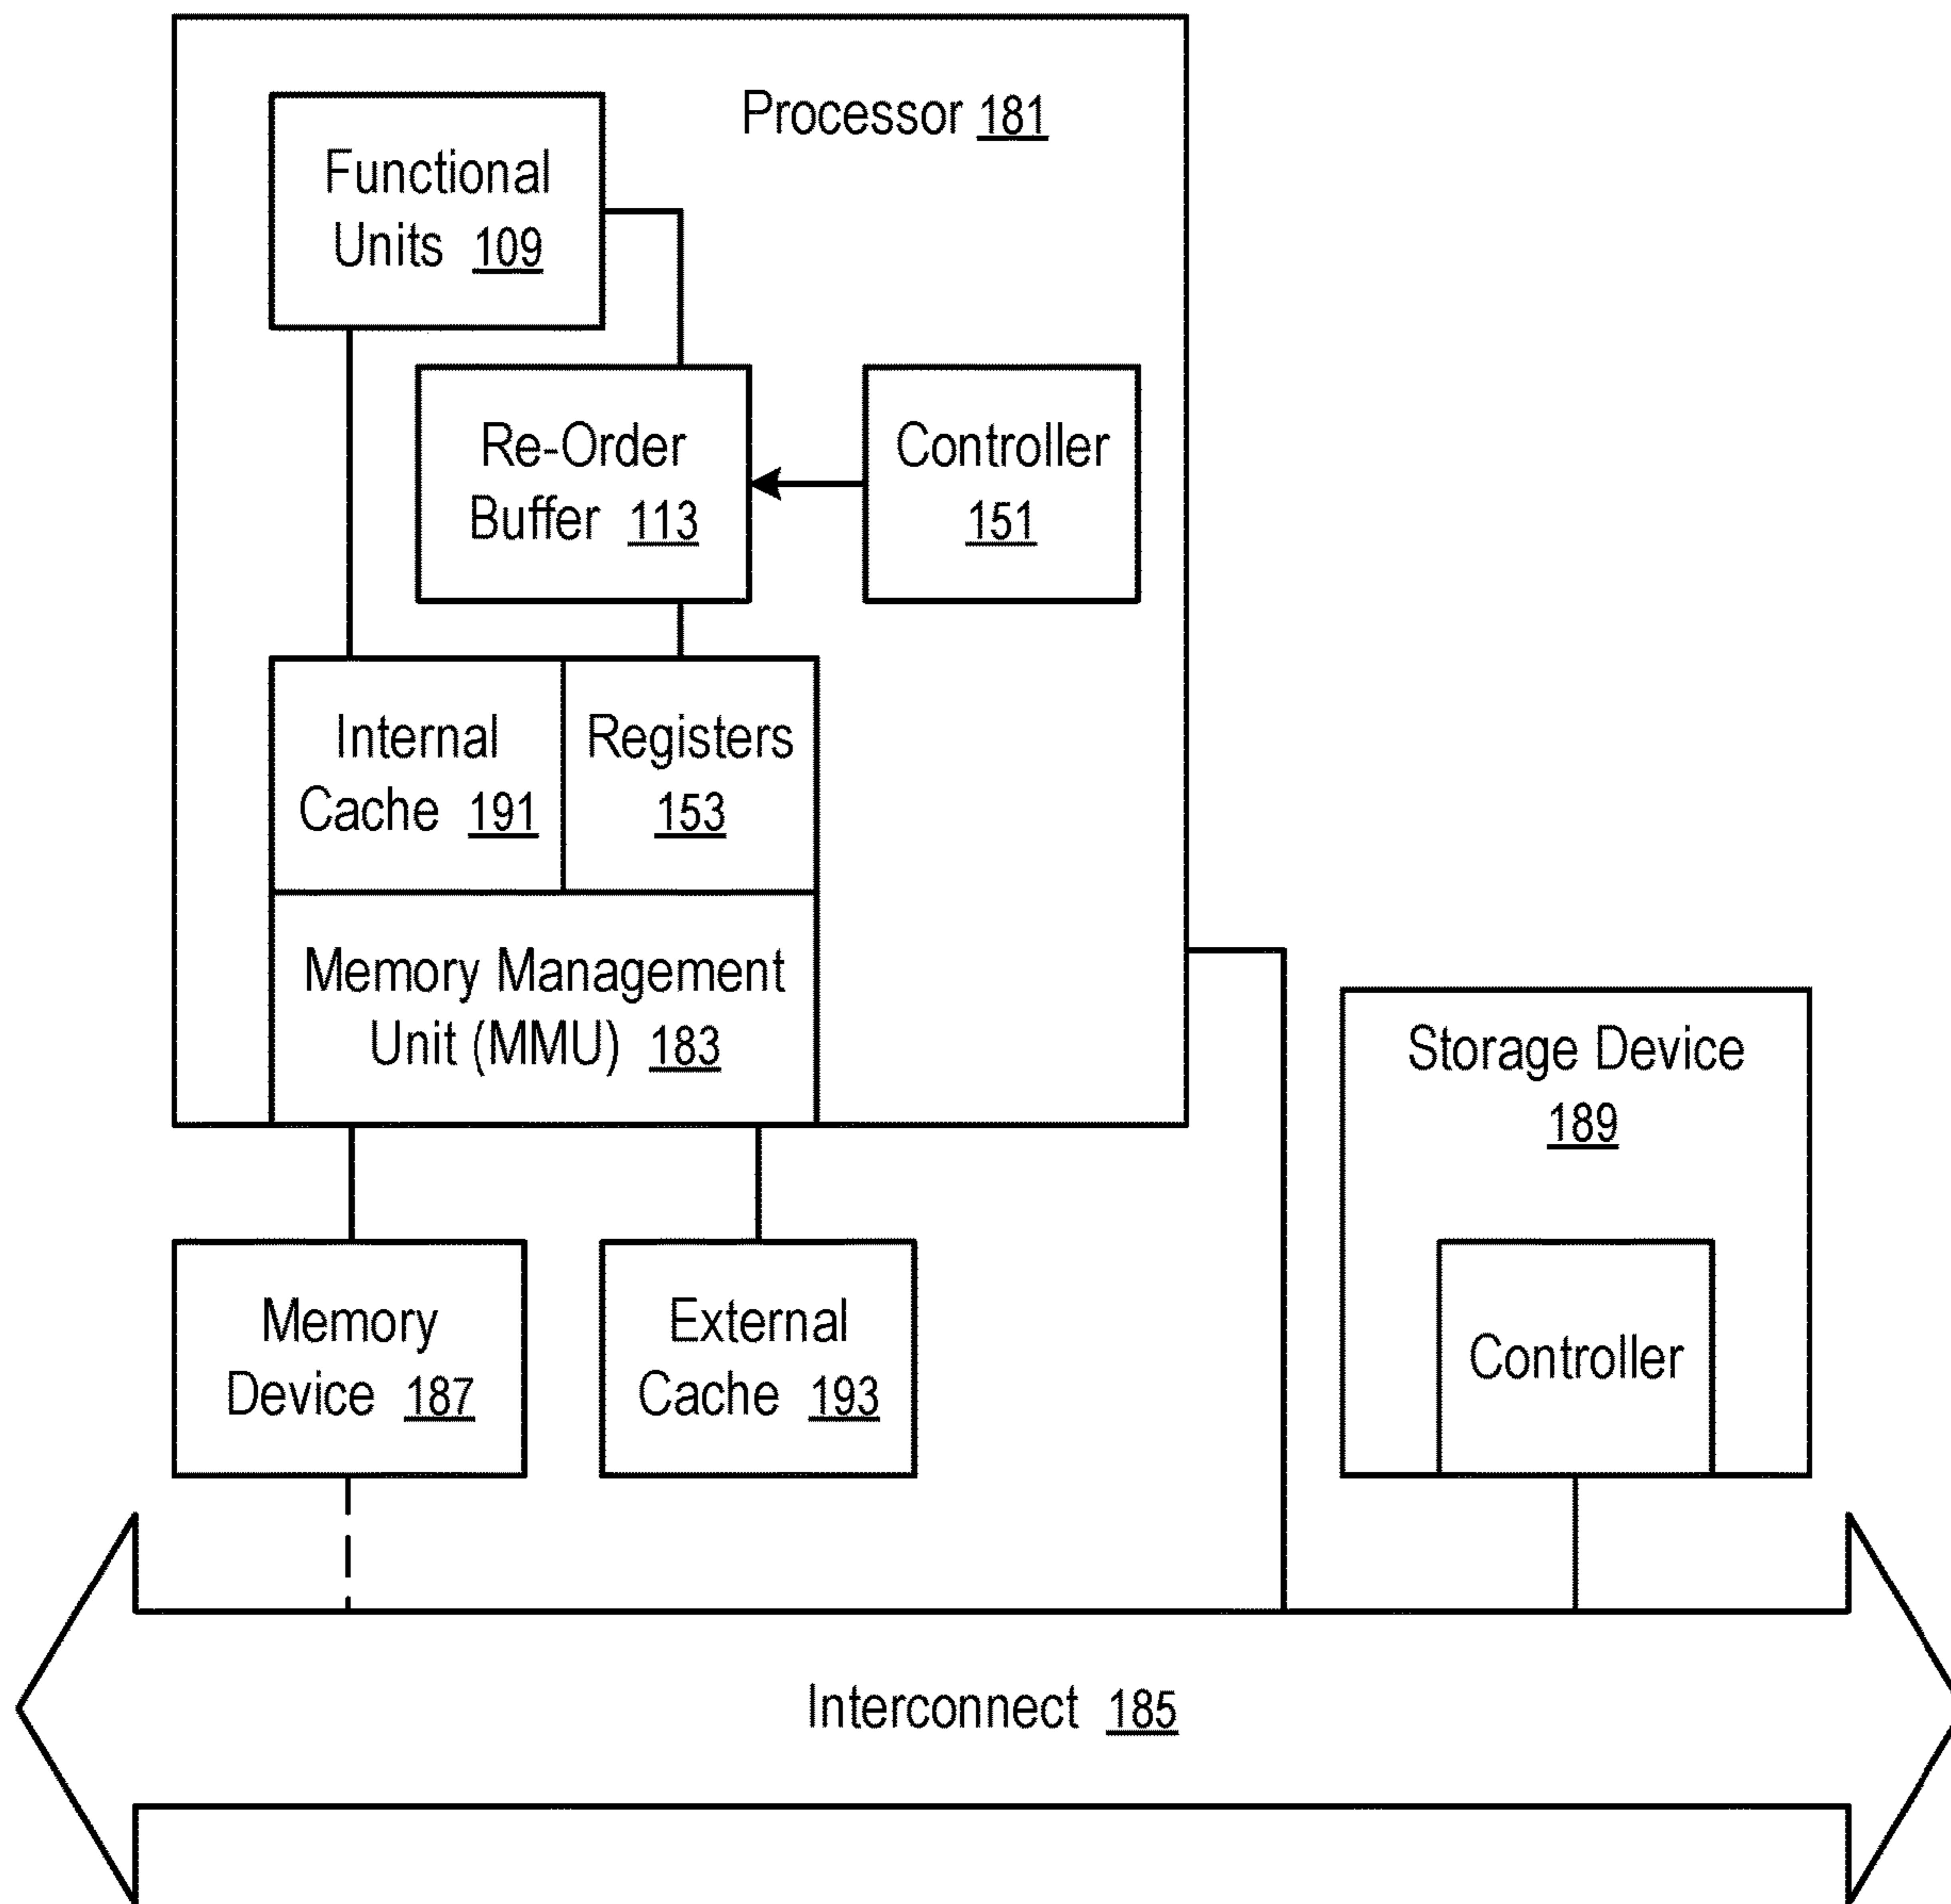 Processor 181
Functional
Units 109
Re-Order
Buffer 113
Controller
151
Internal
Cache 191
Registers
153
Memory Management
Unit (MMU) 183
Storage Device
189
Controller
Memory
Device 187
External
Cache 193
Interconnect 185